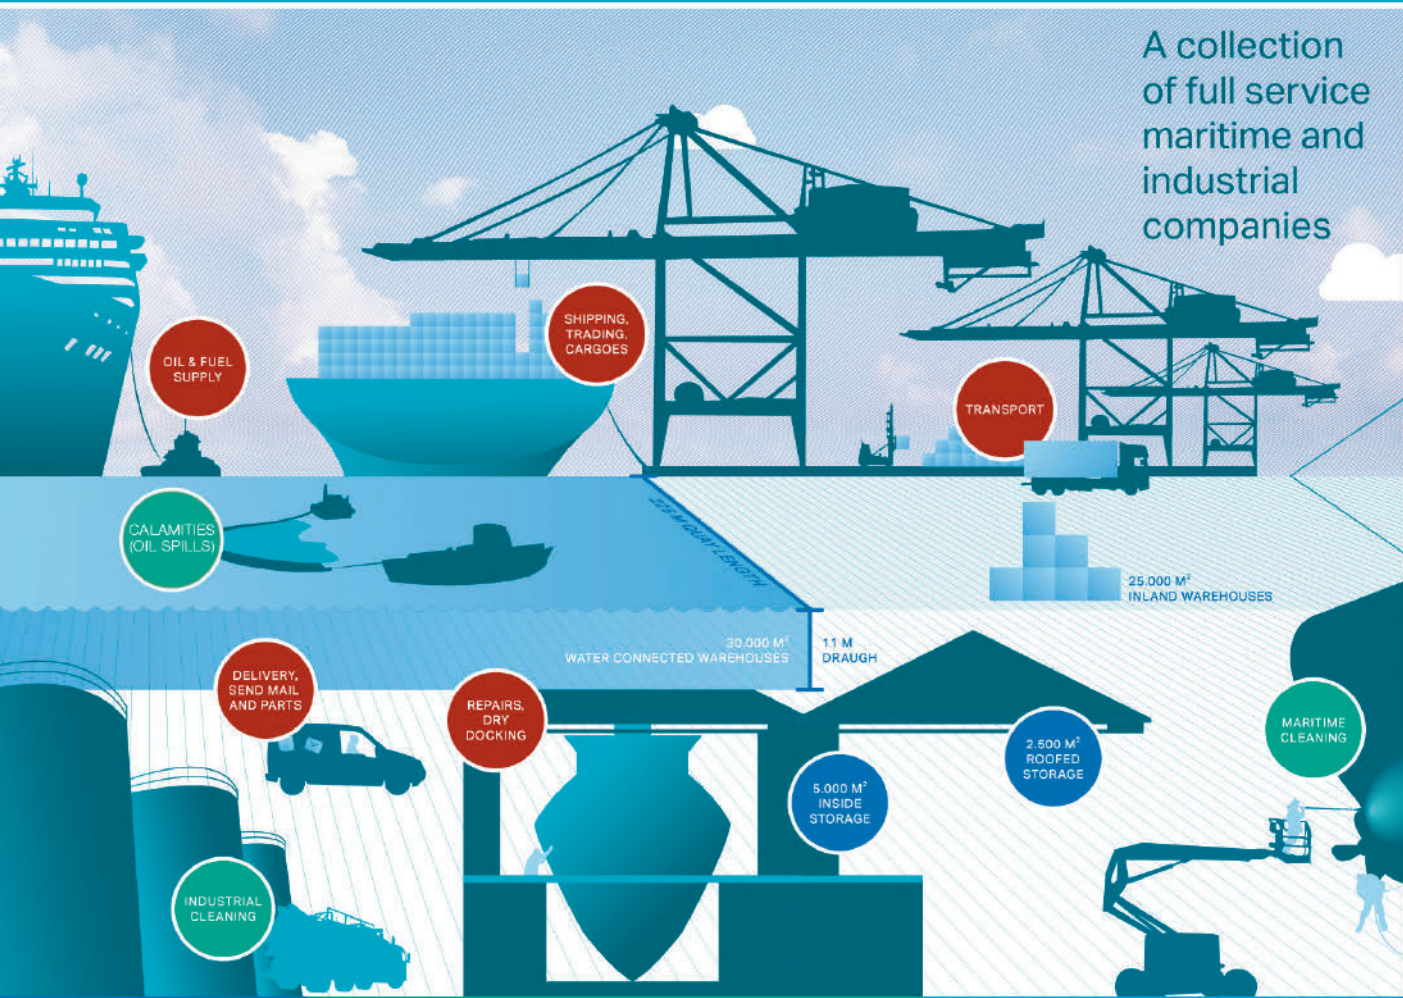 A collection
of full service
maritime and
industrial
companies
OIL & FUEL
SUPPLY
SHIPPING,
TRADING,
CARGOES
TRANSPORT
CALAMITIES
(OIL SPILLS)
225 M QUAY LENGTH
25.000 M²
INLAND WAREHOUSES
30.000 M²
WATER CONNECTED WAREHOUSES
11 M
DRAUGH
DELIVERY,
SEND MAIL
AND PARTS
REPAIRS,
DRY
DOCKING
5.000 M²
INSIDE
STORAGE
2.500 M²
ROOFED
STORAGE
MARITIME
CLEANING
INDUSTRIAL
CLEANING